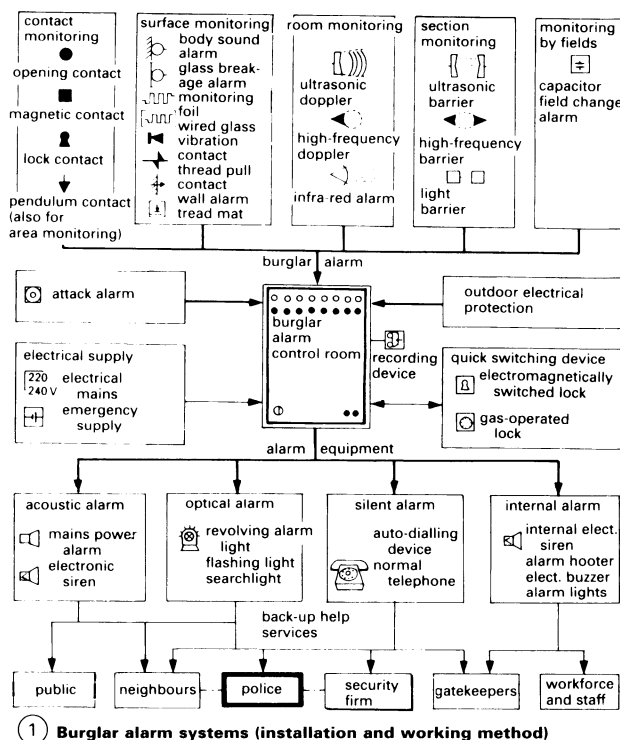 contact
monitoring
opening contact
magnetic contact
lock contact
pendulum contact
(also for
area monitoring)
surface monitoring
body sound
alarm
glass break-
age alarm
monitoring
foil
wired glass
vibration
contact
thread pull
contact
wall alarm
tread mat
room monitoring
ultrasonic
doppler
high-frequency
doppler
infra-red alarm
section
monitoring
ultrasonic
barrier
high-frequency
barrier
light
barrier
monitoring
by fields
capacitor
field change
alarm
burglar alarm
attack alarm
electrical supply
220
240 V
electrical
mains
emergency
supply
burglar
alarm
control room
recording
device
outdoor electrical
protection
quick switching device
electromagnetically
switched lock
gas-operated
lock
alarm equipment
acoustic alarm
mains power
alarm
electronic
siren
optical alarm
revolving alarm
light
flashing light
searchlight
silent alarm
auto-dialling
device
normal
telephone
internal alarm
internal elect.
siren
alarm hooter
elect. buzzer
alarm lights
back-up help
services
public
neighbours
police
security
firm
gatekeepers
workforce
and staff
1 Burglar alarm systems (installation and working method)